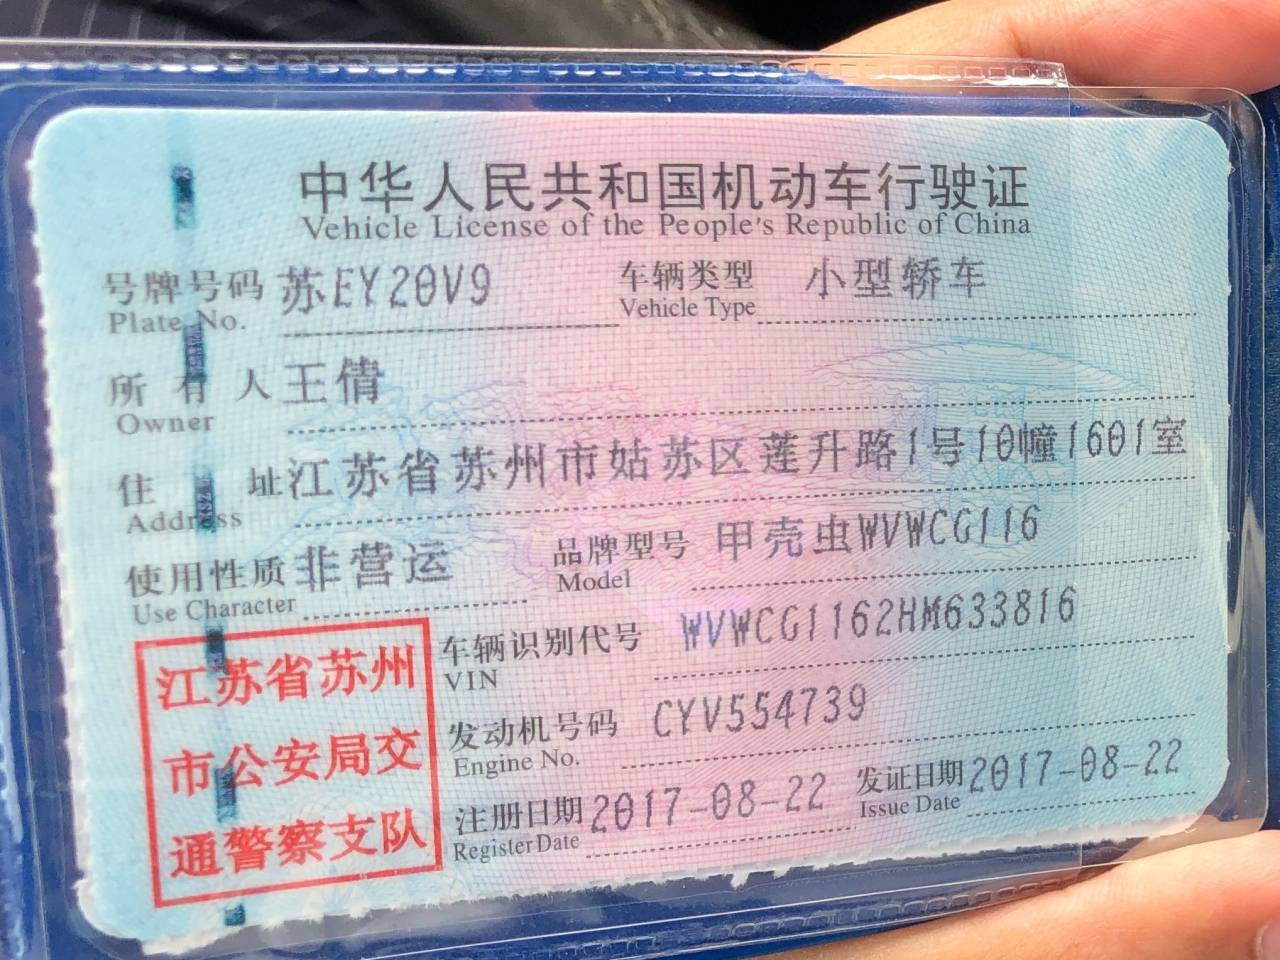 中华人民共和国机动车行驶证
Vehicle License of the People's Republic of China
号牌号码 苏EY20V9 车辆类型 小型轿车
Plate No. Vehicle Type
所有人 王倩
Owner
住址 江苏省苏州市姑苏区莲升路1号10幢1601室
Address
使用性质 非营运 品牌型号 甲壳虫WVWCG116
Use Character Model
车辆识别代号 WVWCG1162HM633816
VIN
发动机号码 CYV554739
Engine No.
注册日期 2017-08-22 发证日期 2017-08-22
Register Date Issue Date
江苏省苏州
市公安局交
通警察支队